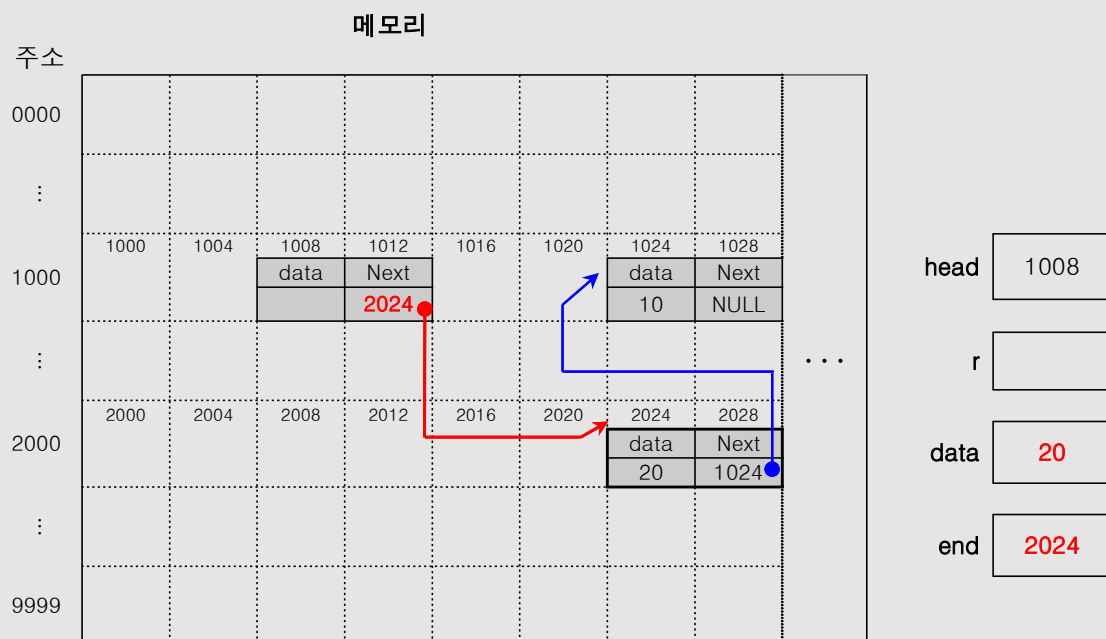 메모리
주소
0000
⋮
1000 1004 1008 1012 1016 1020 1024 1028
1000 data Next data Next
2024 10 NULL
⋮
2000 2004 2008 2012 2016 2020 2024 2028
2000 data Next
20 1024
⋮
9999
...
head 1008
r
data 20
end 2024